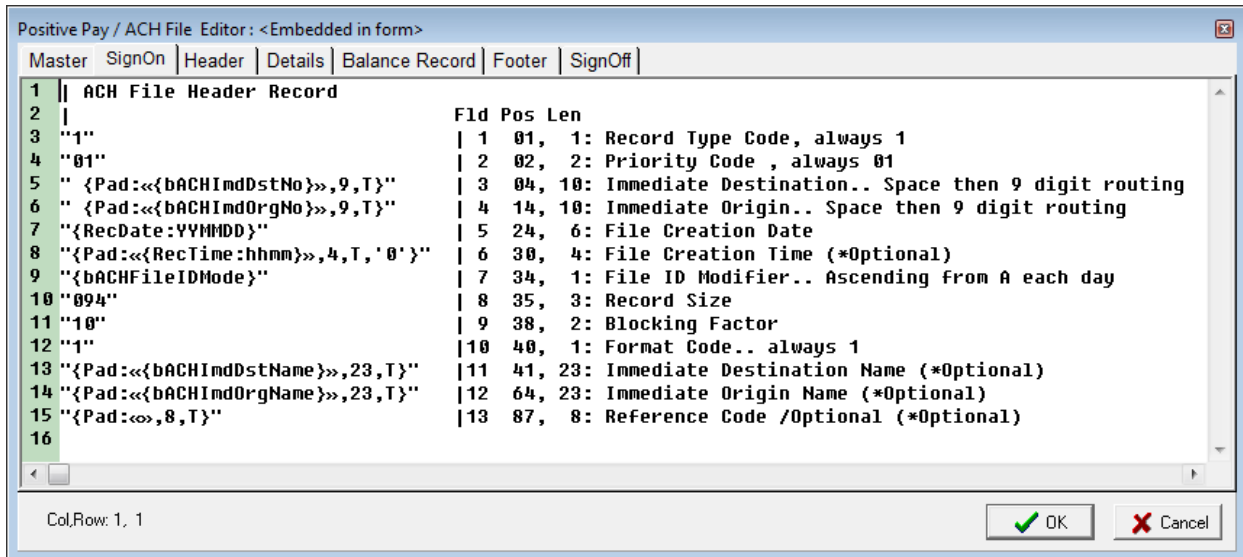 Positive Pay / ACH File Editor : <Embedded in form>
Master SignOn Header Details Balance Record Footer SignOff
1 | ACH File Header Record
2 | Fld Pos Len
3 "1" | 1 01, 1: Record Type Code, always 1
4 "01" | 2 02, 2: Priority Code , always 01
5 " {Pad:«{bACHImdDstNo}»,9,T}" | 3 04, 10: Immediate Destination.. Space then 9 digit routing
6 " {Pad:«{bACHImdOrgNo}»,9,T}" | 4 14, 10: Immediate Origin.. Space then 9 digit routing
7 "{RecDate:YYMMDD}" | 5 24, 6: File Creation Date
8 "{Pad:«{RecTime:hhmm}»,4,T,'0'}" | 6 30, 4: File Creation Time (*Optional)
9 "{bACHFileIDMode}" | 7 34, 1: File ID Modifier.. Ascending from A each day
10 "094" | 8 35, 3: Record Size
11 "10" | 9 38, 2: Blocking Factor
12 "1" |10 40, 1: Format Code.. always 1
13 "{Pad:«{bACHImdDstName}»,23,T}" |11 41, 23: Immediate Destination Name (*Optional)
14 "{Pad:«{bACHImdOrgName}»,23,T}" |12 64, 23: Immediate Origin Name (*Optional)
15 "{Pad:«»,8,T}" |13 87, 8: Reference Code /Optional (*Optional)
16
Col,Row: 1, 1
OK Cancel